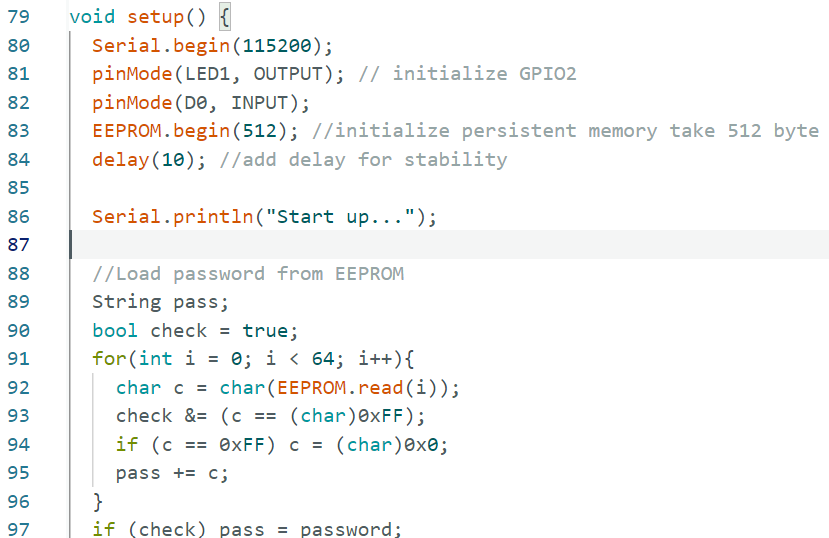 79 void setup() {
80 Serial.begin(115200);
81 pinMode(LED1, OUTPUT); // initialize GPIO2
82 pinMode(D0, INPUT);
83 EEPROM.begin(512); //initialize persistent memory take 512 byte
84 delay(10); //add delay for stability
85
86 Serial.println("Start up...");
87
88 //Load password from EEPROM
89 String pass;
90 bool check = true;
91 for(int i = 0; i < 64; i++){
92 char c = char(EEPROM.read(i));
93 check &= (c == (char)0xFF);
94 if (c == 0xFF) c = (char)0x0;
95 pass += c;
96 }
97 if (check) pass = password;